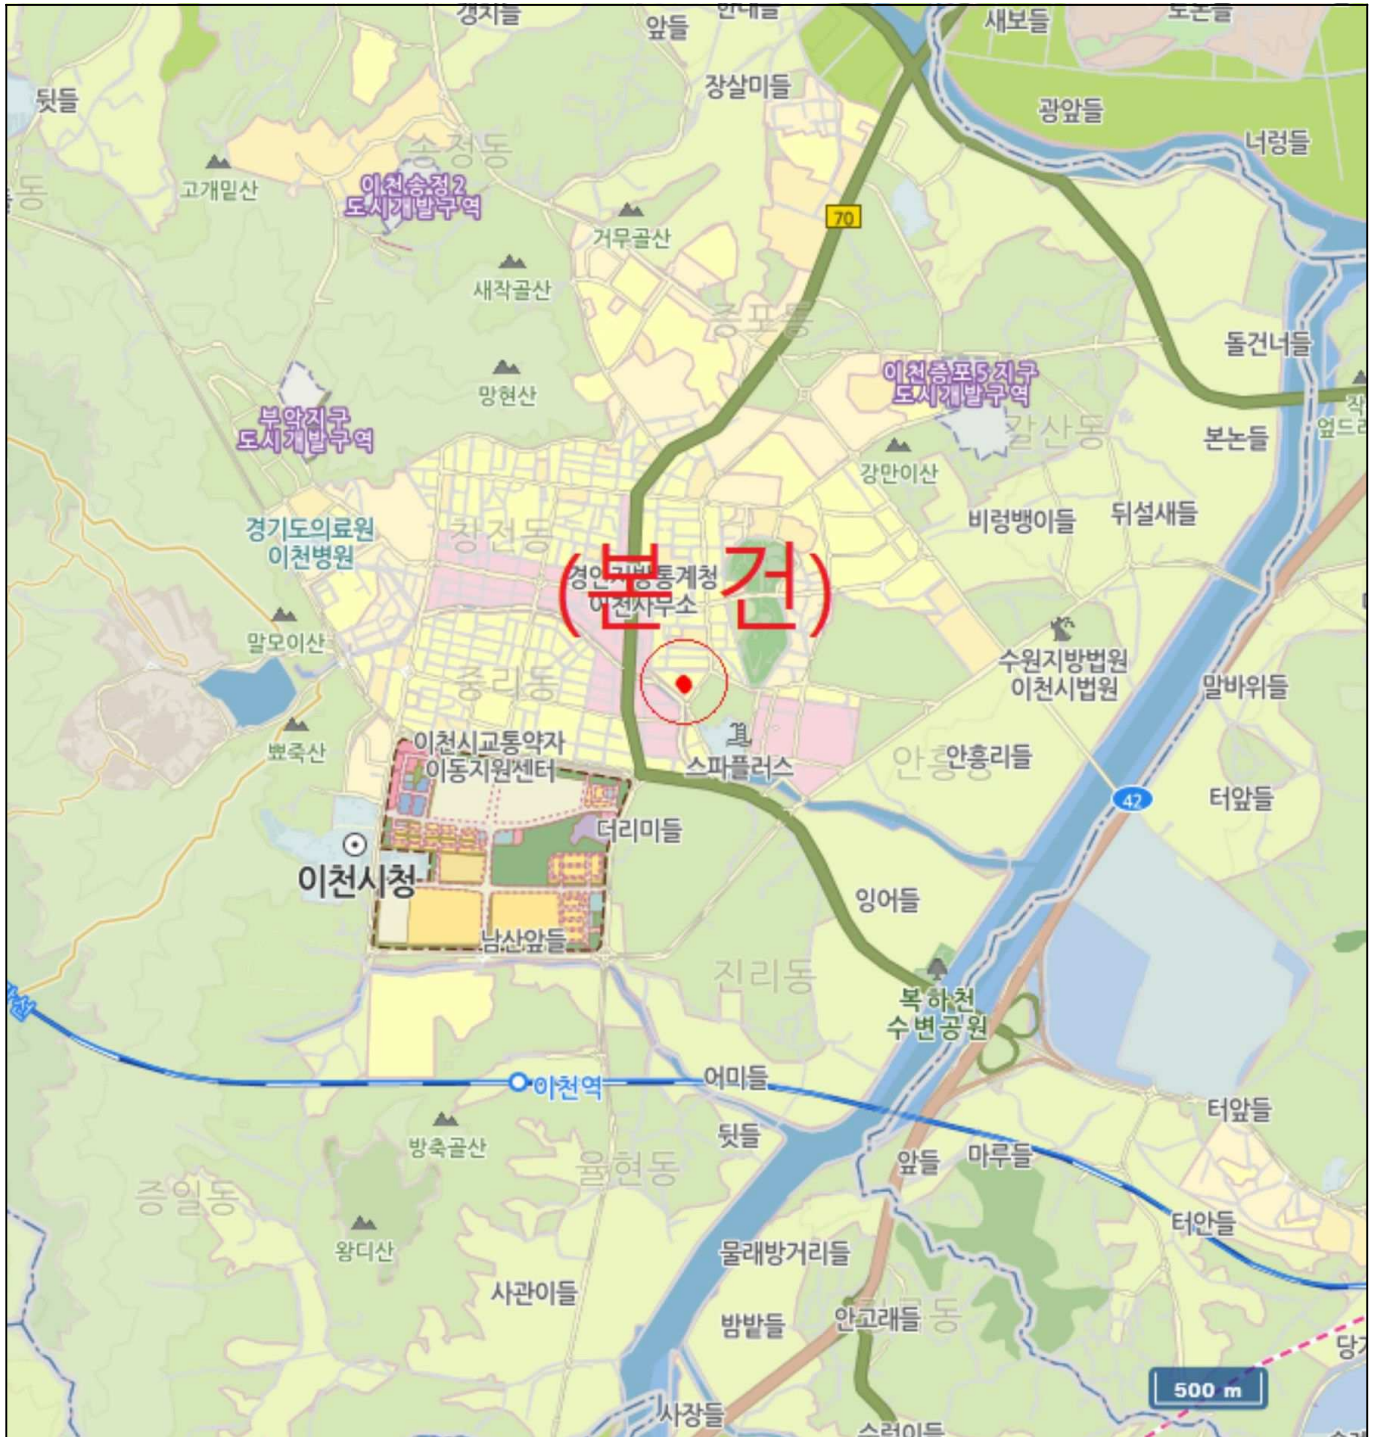 갱치들
앞들
안대들
새보들
도론들
뒷들
장살미들
광앞들
너렁들
송정동
고개밑산
이천송정2
도시개발구역
동
거무골산
70
새작골산
증포동
돌건너들
망현산
이천증포5지구
도시개발구역
부악지구
도시개발구역
갈산동
본논들
강만이산
비렁뱅이들
뒤설새들
경기도의료원
이천병원
창전동
(본 건)
경인지방통계청
이천사무소
말모이산
수원지방법원
이천시법원
말바위들
중리동
뾰죽산
이천시교통약자
이동지원센터
스파플러스
안흥동
안흥리들
42
터앞들
더리미들
이천시청
잉어들
남산앞들
진리동
복하천
수변공원
이천역
어미들
터앞들
뒷들
방축골산
앞들
마루들
율현동
증일동
터안들
왕디산
물래방거리들
사관이들
밤밭들
안고래들
동
500 m
사장들
수렁이들